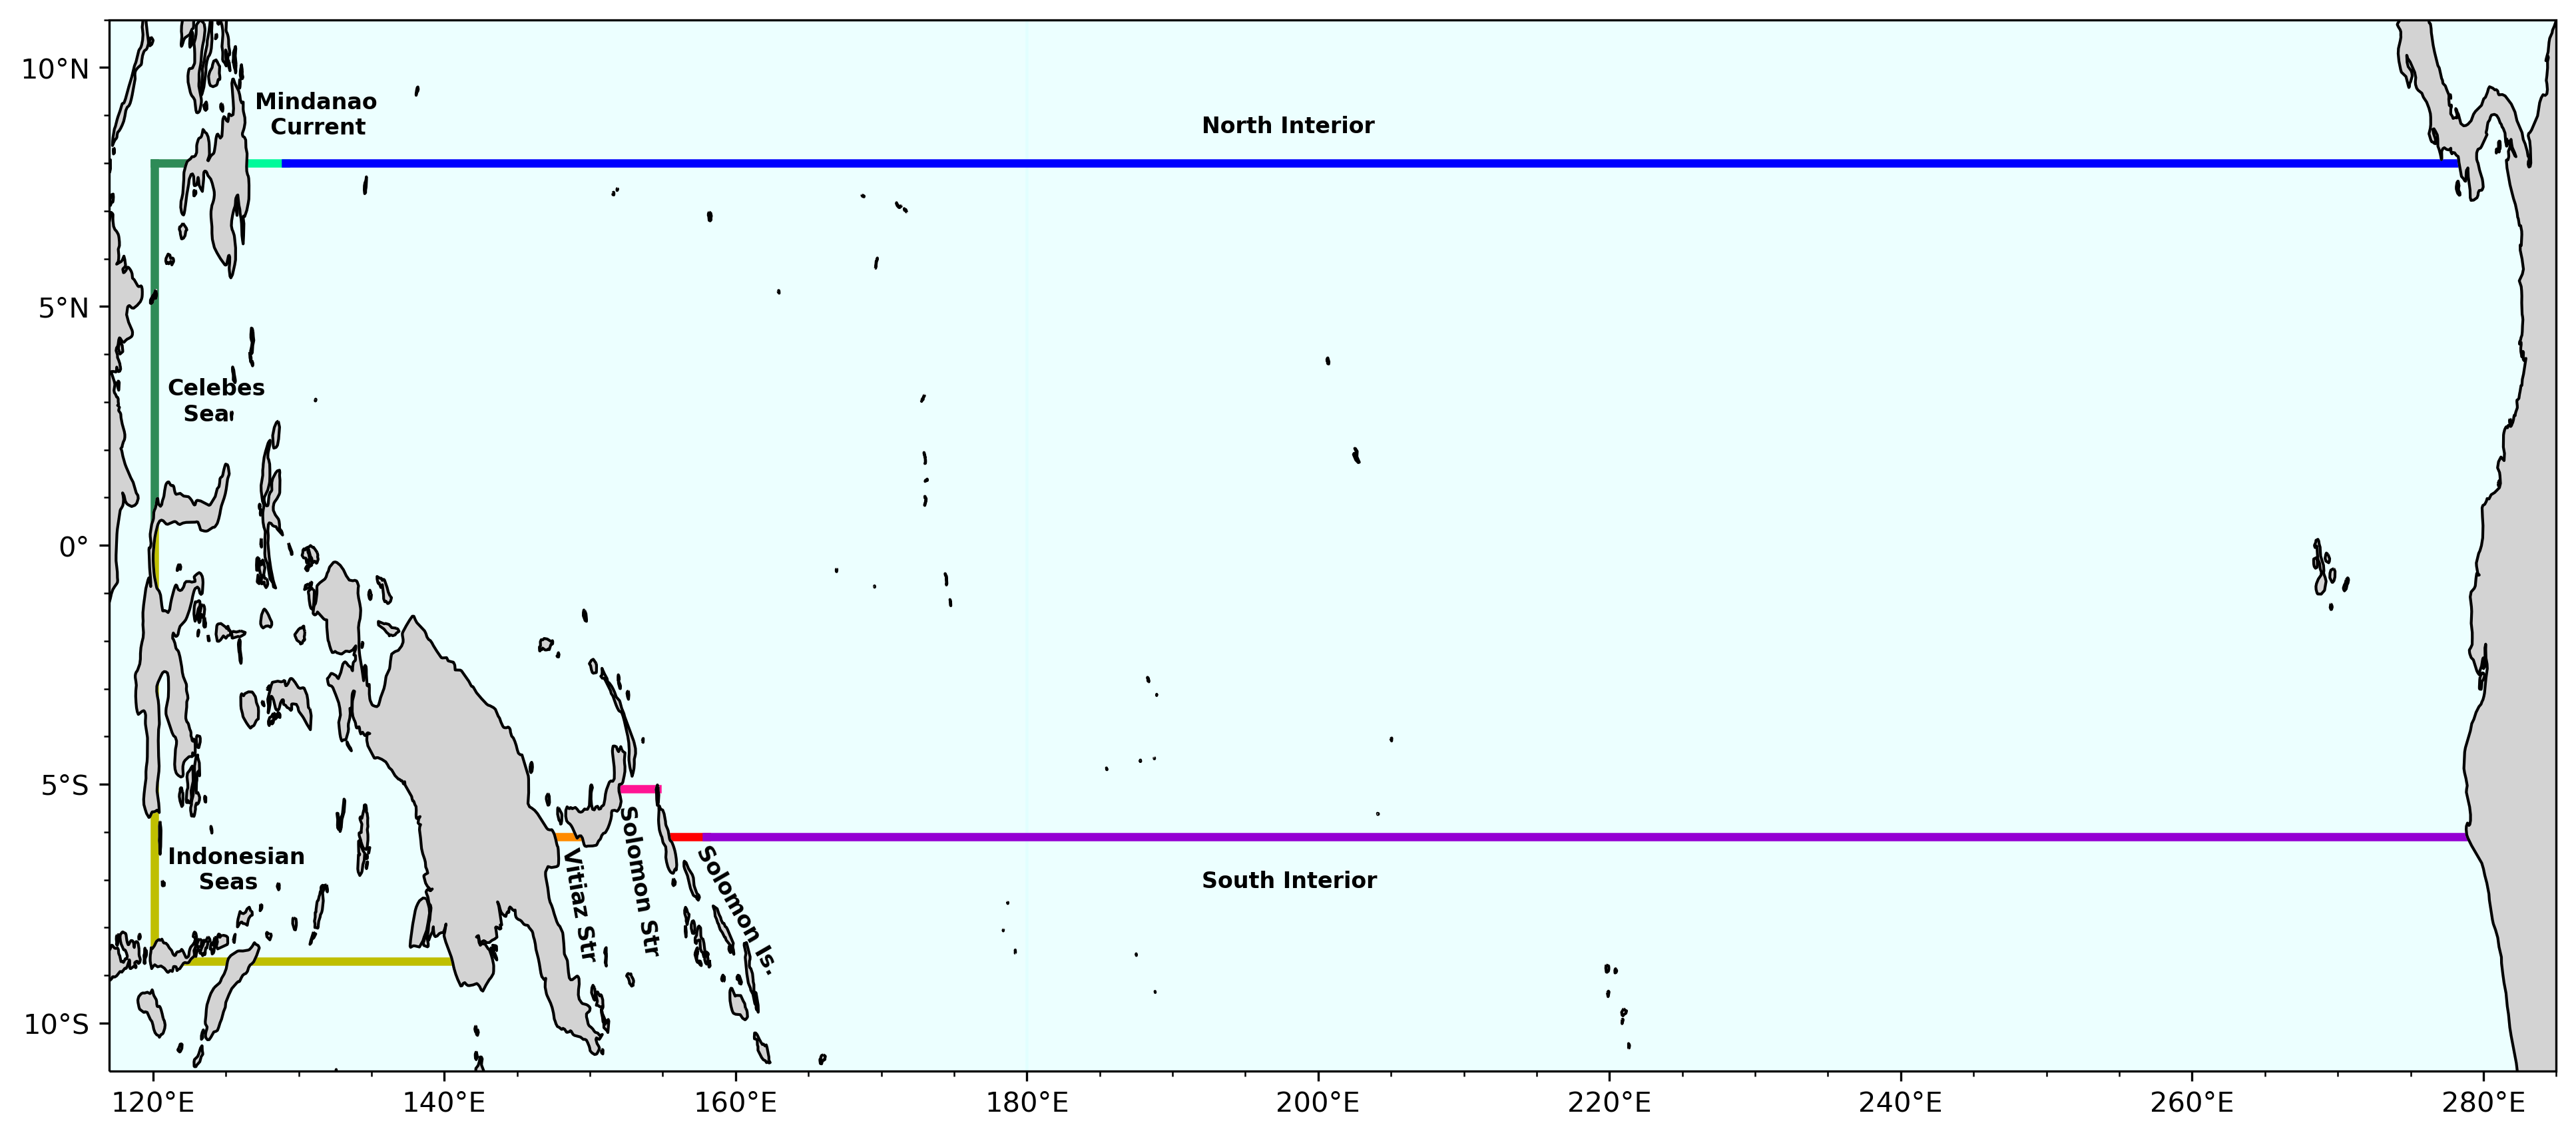 10°N
5°N
0°
5°S
10°S
Mindanao
Current
North Interior
Celebes
Sea
Indonesian
Seas
Vitiaz Str
Solomon Str
Solomon Is.
South Interior
120°E
140°E
160°E
180°E
200°E
220°E
240°E
260°E
280°E